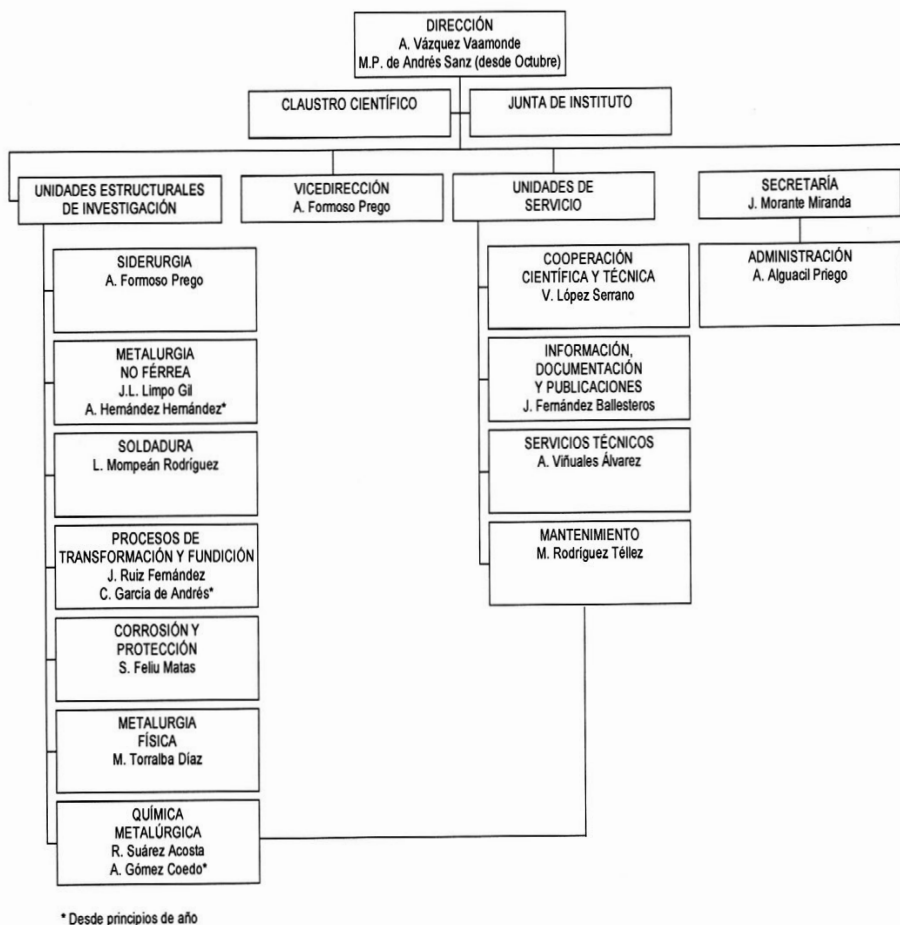 DIRECCIÓN
A. Vázquez Vaamonde
M.P. de Andrés Sanz (desde Octubre)
CLAUSTRO CIENTÍFICO
JUNTA DE INSTITUTO
UNIDADES ESTRUCTURALES
DE INVESTIGACIÓN
VICEDIRECCIÓN
A. Formoso Prego
UNIDADES DE
SERVICIO
SECRETARÍA
J. Morante Miranda
SIDERURGIA
A. Formoso Prego
METALURGIA
NO FÉRREA
J.L. Limpo Gil
A. Hernández Hernández*
SOLDADURA
L. Mompeán Rodríguez
PROCESOS DE
TRANSFORMACIÓN Y FUNDICIÓN
J. Ruiz Fernández
C. García de Andrés*
CORROSIÓN Y
PROTECCIÓN
S. Feliu Matas
METALURGIA
FÍSICA
M. Torralba Díaz
QUÍMICA
METALÚRGICA
R. Suárez Acosta
A. Gómez Coedo*
COOPERACIÓN
CIENTÍFICA Y TÉCNICA
V. López Serrano
INFORMACIÓN,
DOCUMENTACIÓN
Y PUBLICACIONES
J. Fernández Ballesteros
SERVICIOS TÉCNICOS
A. Viñuales Álvarez
MANTENIMIENTO
M. Rodríguez Téllez
ADMINISTRACIÓN
A. Alguacil Priego
* Desde principios de año